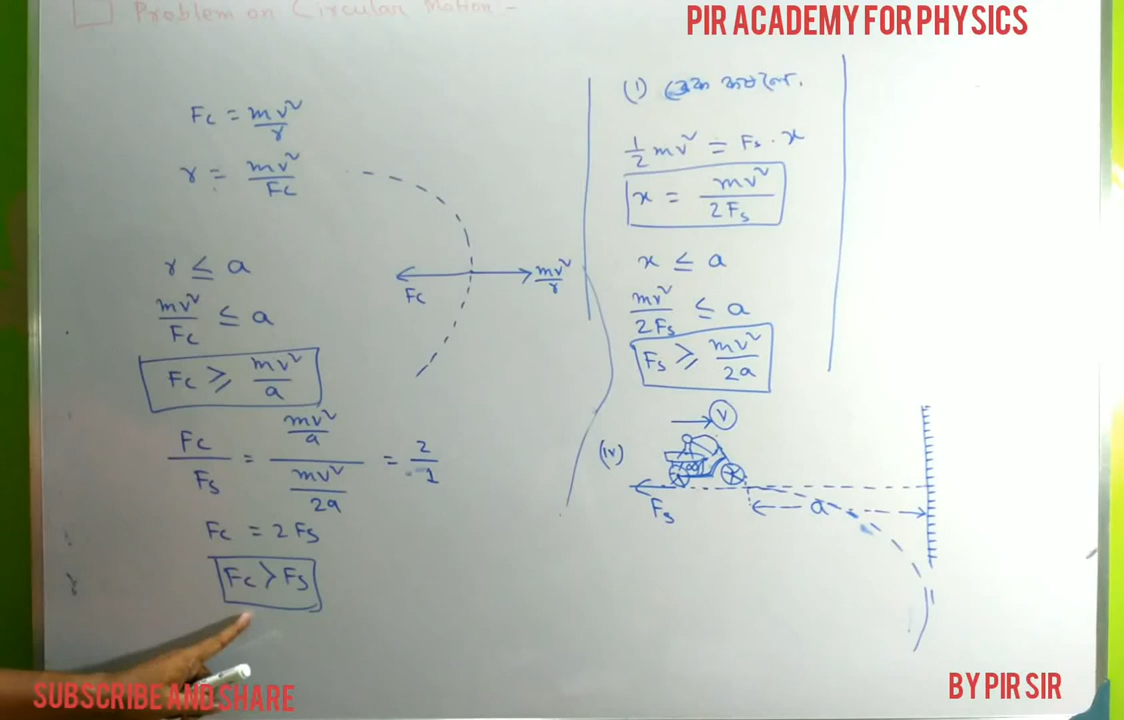 Problem on Circular Motion -
PIR ACADEMY FOR PHYSICS
Fc = mv²/r
r = mv²/Fc
Fc
mv²/r
r ≤ a
mv²/Fc ≤ a
Fc ≥ mv²/a
Fc/Fs = (mv²/a)/(mv²/2a) = 2/1
Fc = 2Fs
Fc > Fs
(i) ব্রেক
1/2 mv² = Fs . x
x = mv²/2Fs
x ≤ a
mv²/2Fs ≤ a
Fs ≥ mv²/2a
(iv)
V
Fs
a
SUBSCRIBE AND SHARE
BY PIR SIR